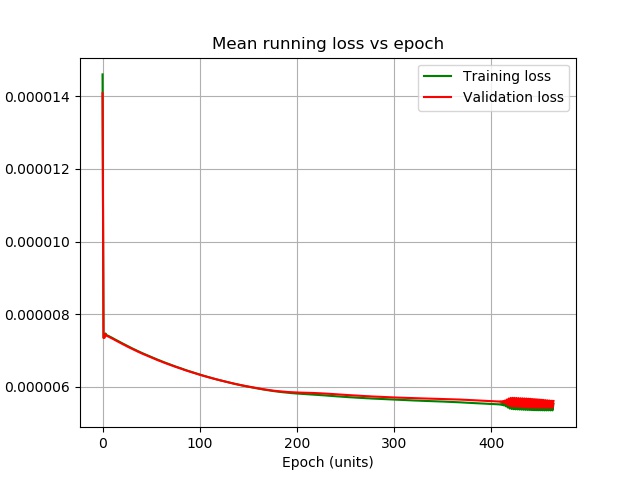 Mean running loss vs epoch
Training loss
Validation loss
0.000014
0.000012
0.000010
0.000008
0.000006
0
100
200
300
400
Epoch (units)